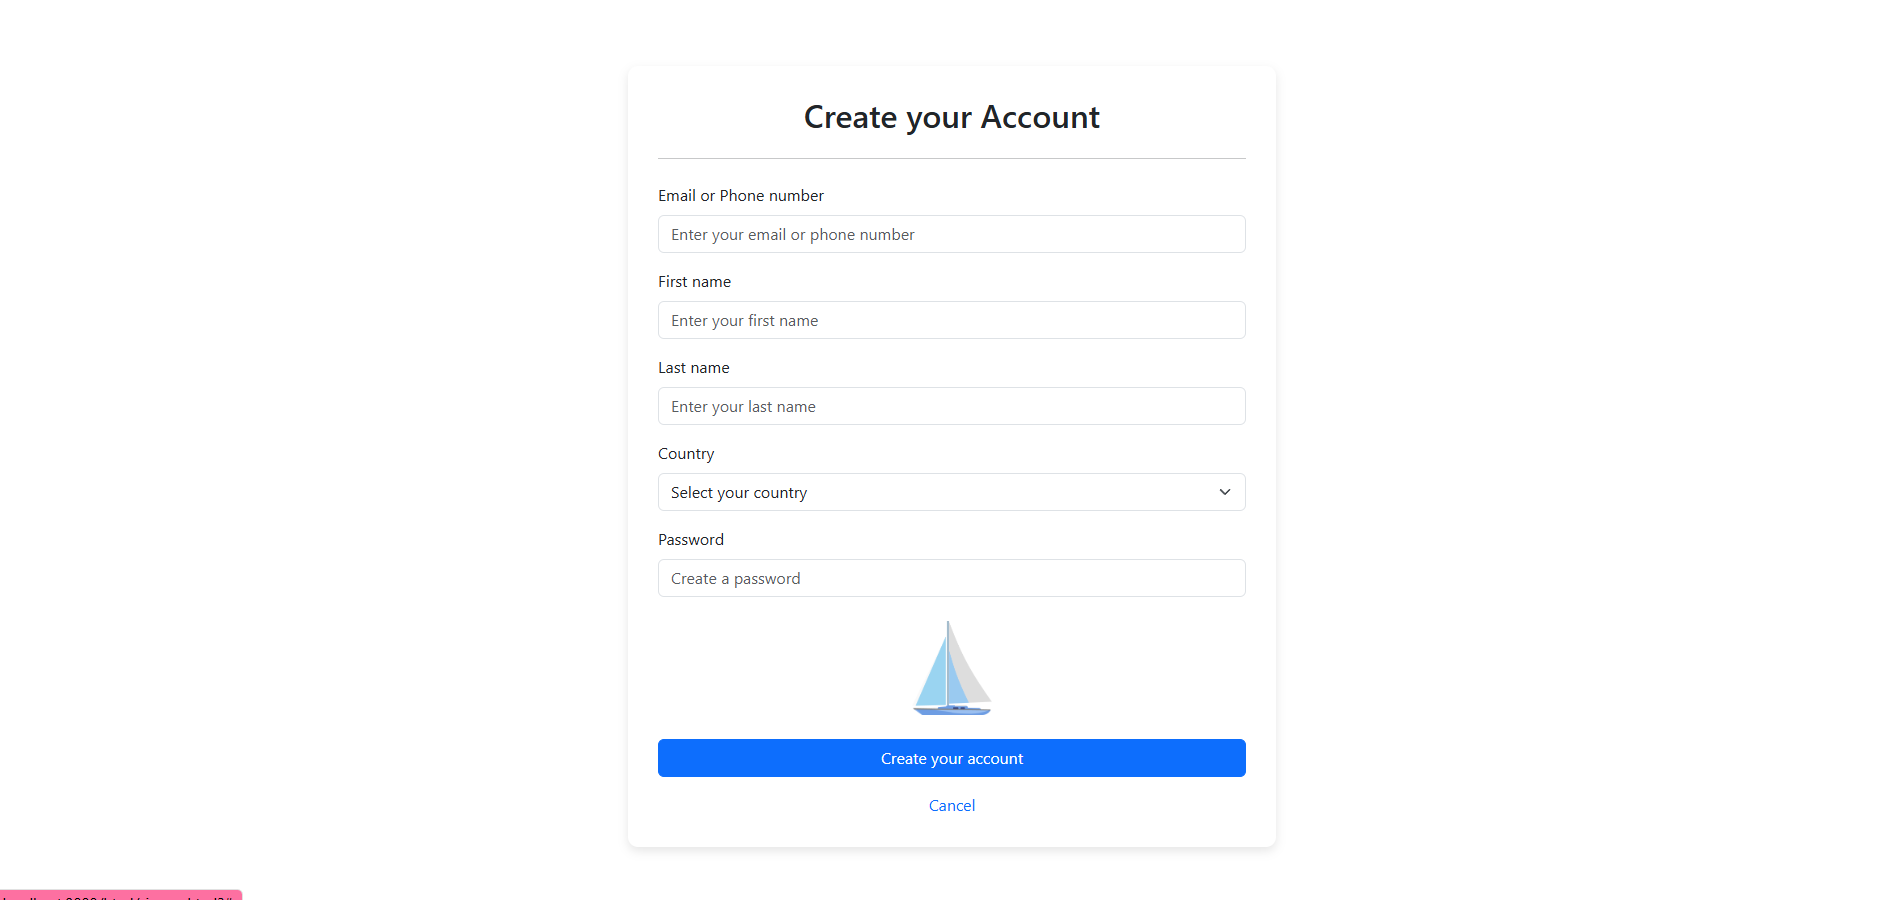 Create your Account
Email or Phone number
Enter your email or phone number
First name
Enter your first name
Last name
Enter your last name
Country
Select your country
Password
Create a password
Create your account
Cancel